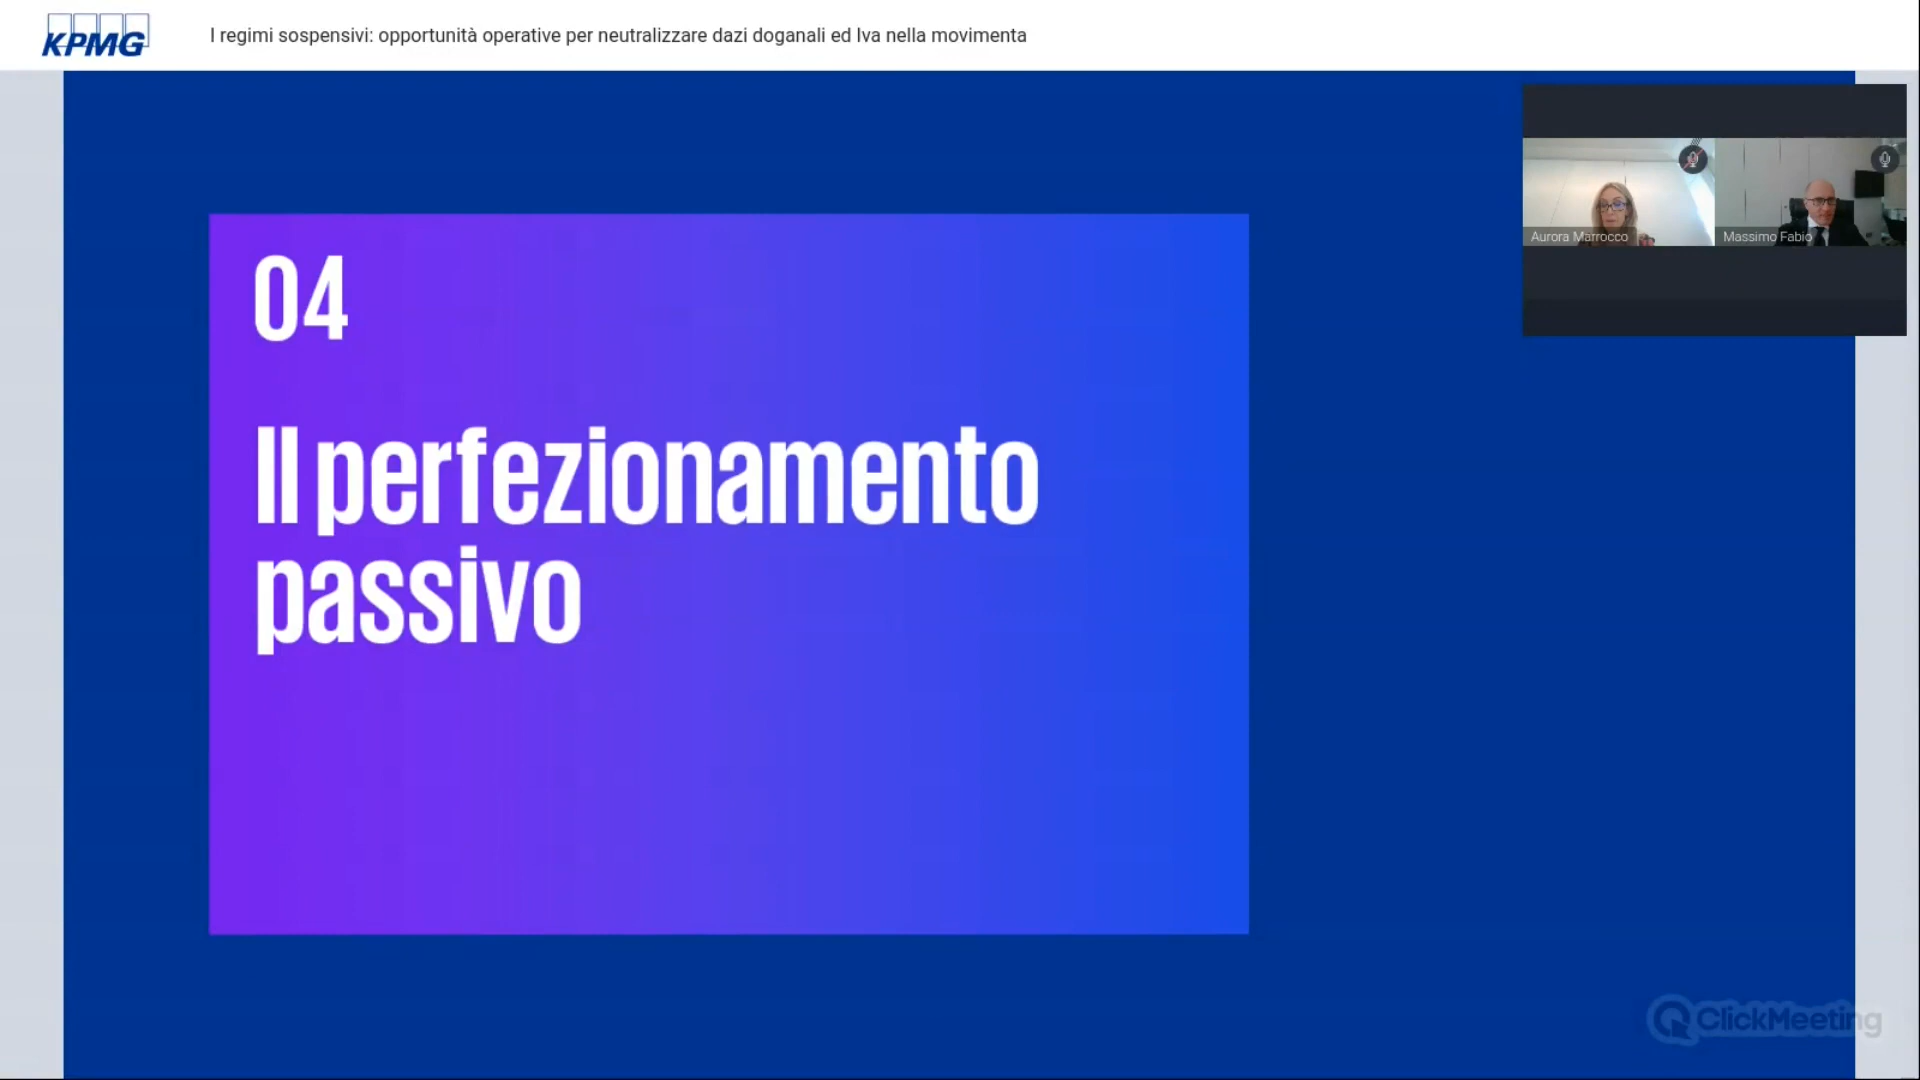 KPMG
I regimi sospensivi: opportunità operative per neutralizzare dazi doganali ed Iva nella movimenta
Aurora Marrocco
Massimo Fabio
04
Il perfezionamento
passivo
ClickMeeting